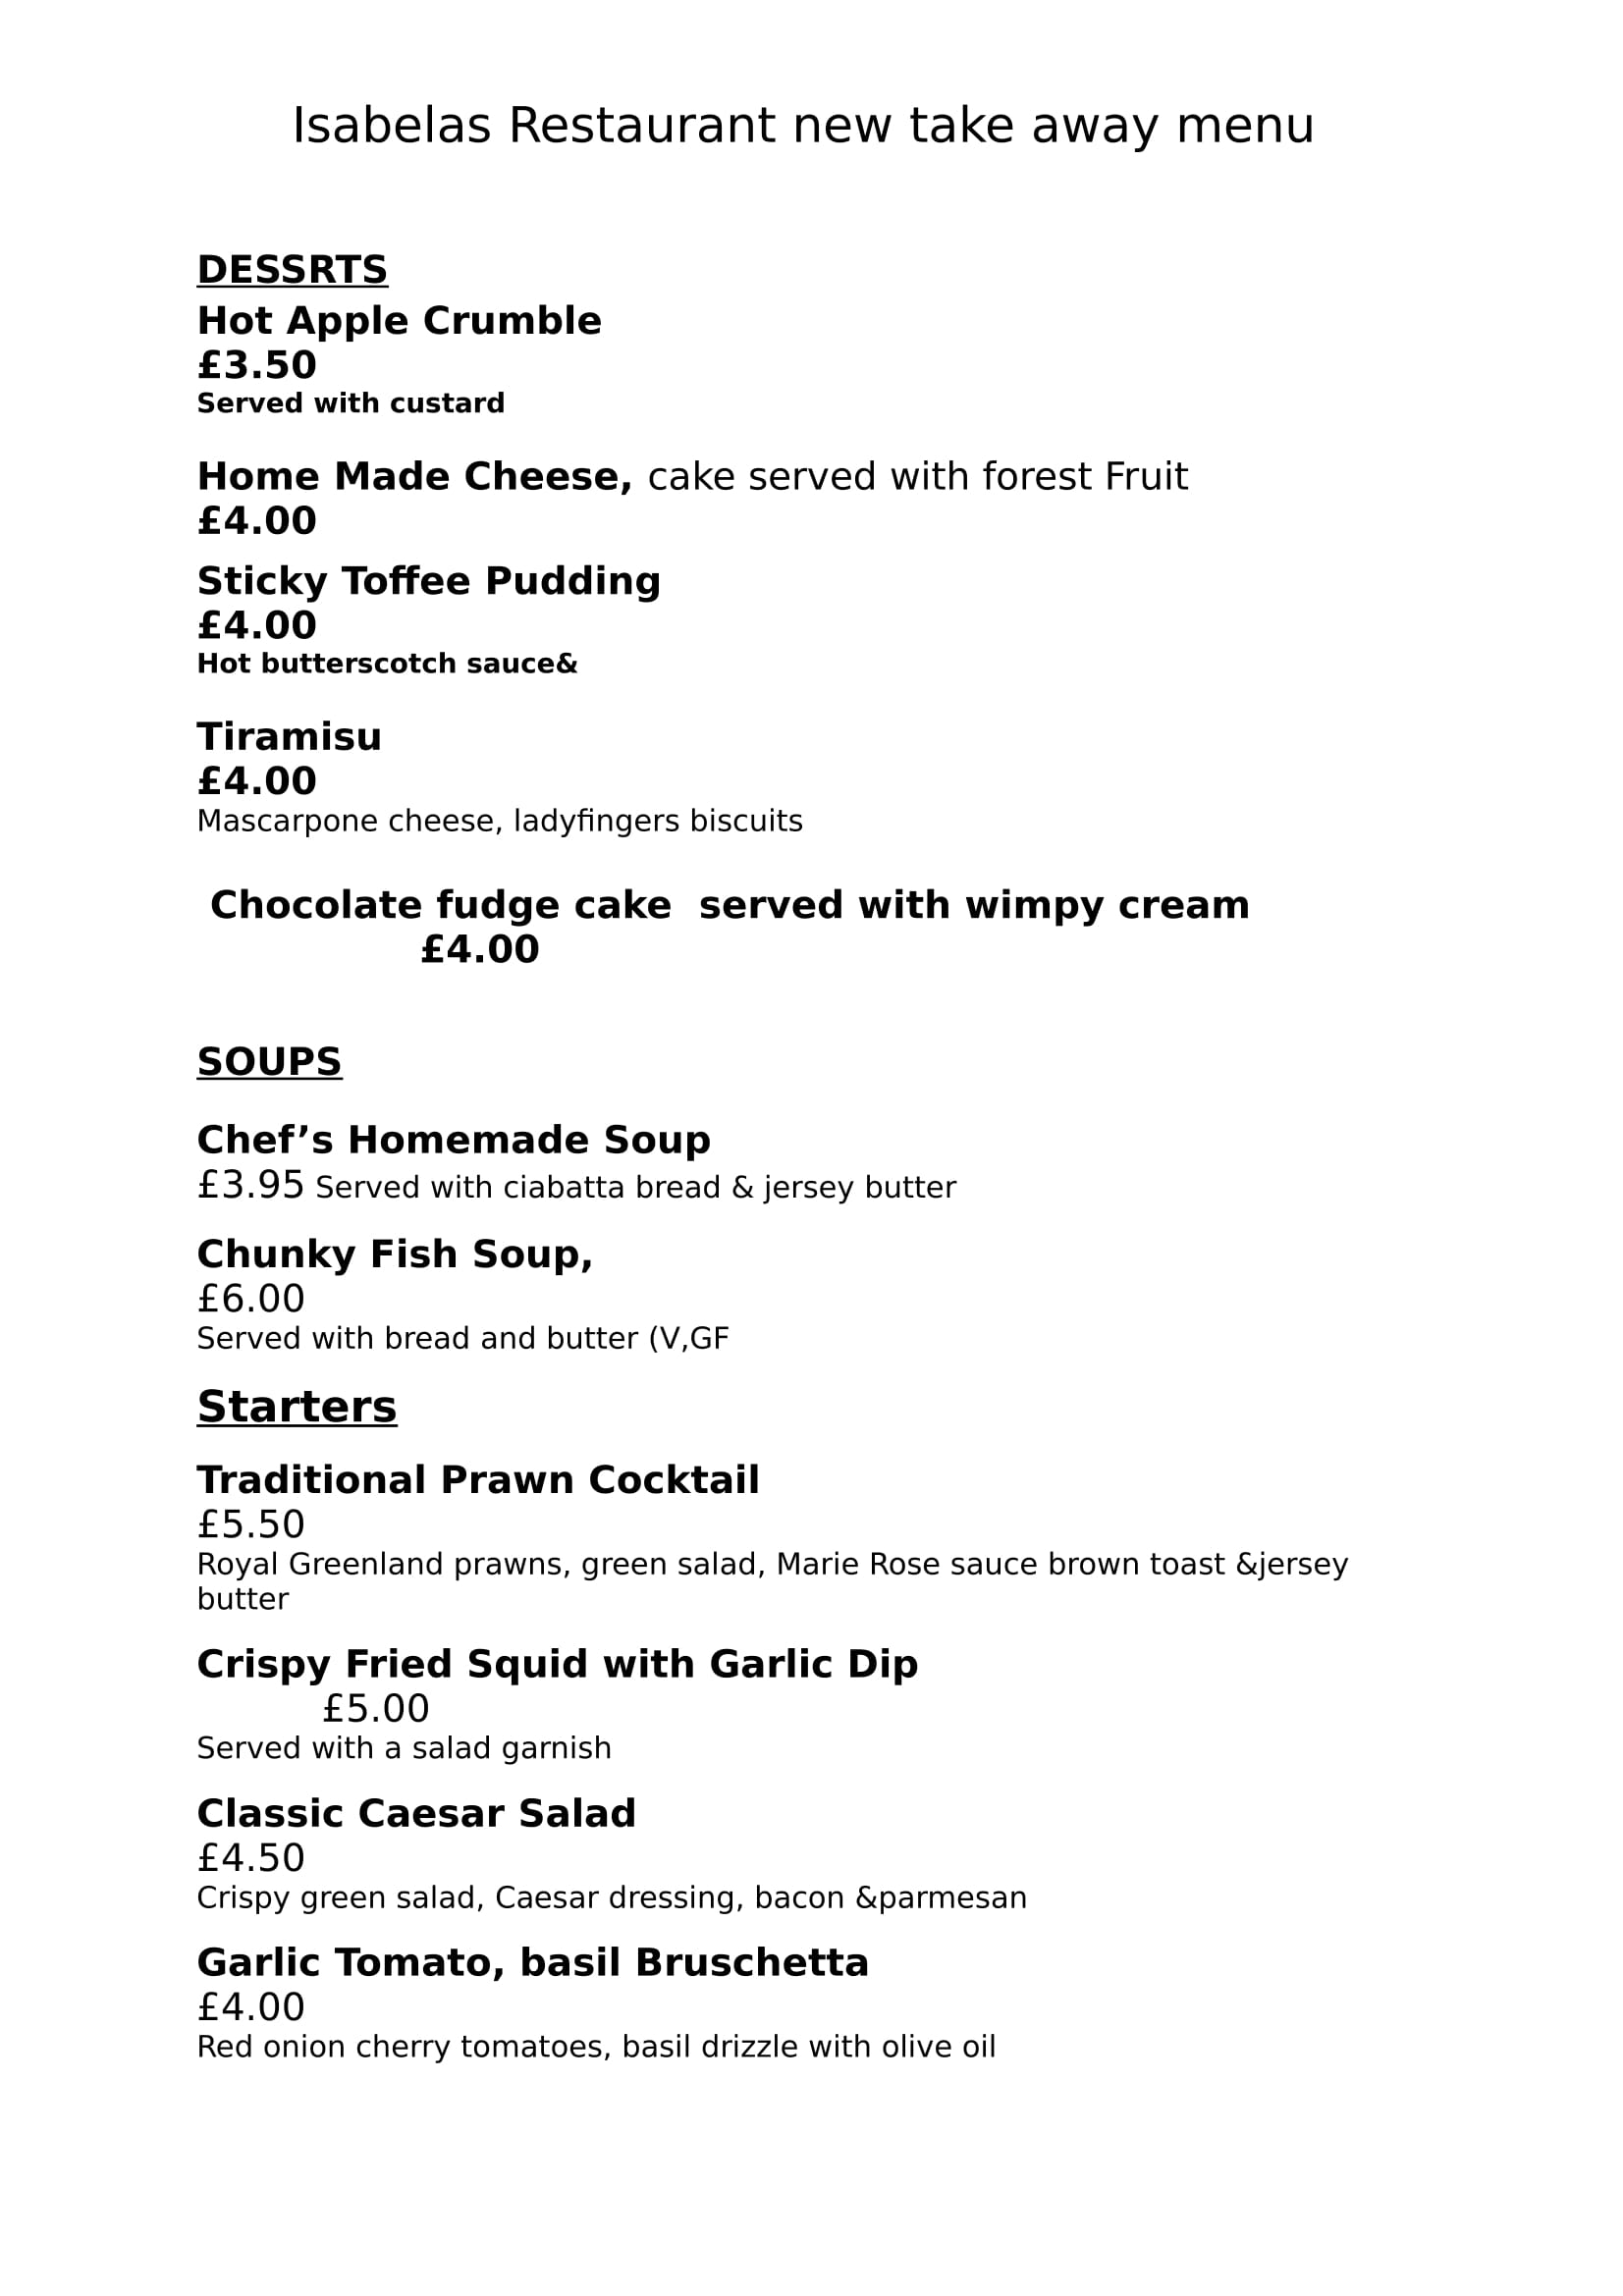 Isabelas Restaurant new take away menu
DESSRTS
Hot Apple Crumble
£3.50
Served with custard
Home Made Cheese, cake served with forest Fruit
£4.00
Sticky Toffee Pudding
£4.00
Hot butterscotch sauce&
Tiramisu
£4.00
Mascarpone cheese, ladyfingers biscuits
Chocolate fudge cake  served with wimpy cream
£4.00
SOUPS
Chef’s Homemade Soup
£3.95 Served with ciabatta bread & jersey butter
Chunky Fish Soup,
£6.00
Served with bread and butter (V,GF
Starters
Traditional Prawn Cocktail
£5.50
Royal Greenland prawns, green salad, Marie Rose sauce brown toast &jersey
butter
Crispy Fried Squid with Garlic Dip
£5.00
Served with a salad garnish
Classic Caesar Salad
£4.50
Crispy green salad, Caesar dressing, bacon &parmesan
Garlic Tomato, basil Bruschetta
£4.00
Red onion cherry tomatoes, basil drizzle with olive oil